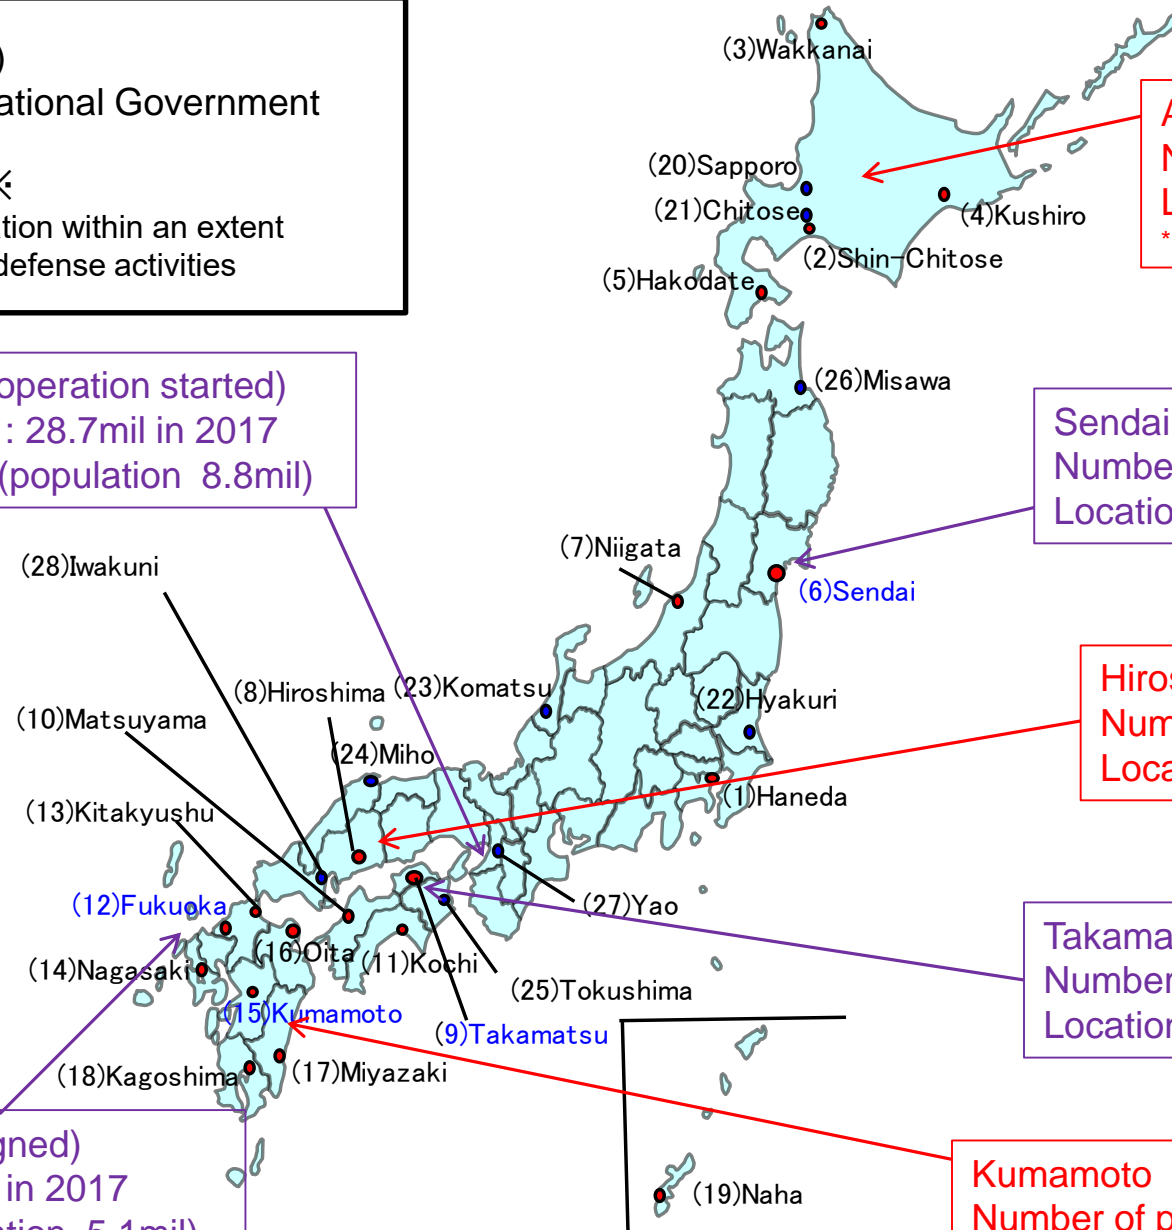 )
ational Government
※
tion within an extent
defense activities
(3)Wakkanai
A
N
L
*
(20)Sapporo
(21)Chitose
(4)Kushiro
(2)Shin-Chitose
(5)Hakodate
operation started)
: 28.7mil in 2017
(population 8.8mil)
(26)Misawa
Sendai
Numbe
Locatio
(7)Niigata
(28)Iwakuni
(6)Sendai
(8)Hiroshima
(23)Komatsu
(22)Hyakuri
Hiros
Num
Loca
(10)Matsuyama
(24)Miho
(1)Haneda
(13)Kitakyushu
(12)Fukuoka
(27)Yao
(16)Oita
(11)Kochi
(14)Nagasaki
(25)Tokushima
Takama
Number
Location
(15)Kumamoto
(9)Takamatsu
(18)Kagoshima
(17)Miyazaki
gned)
in 2017
tion 5.1mil)
(19)Naha
Kumamoto
Number of p